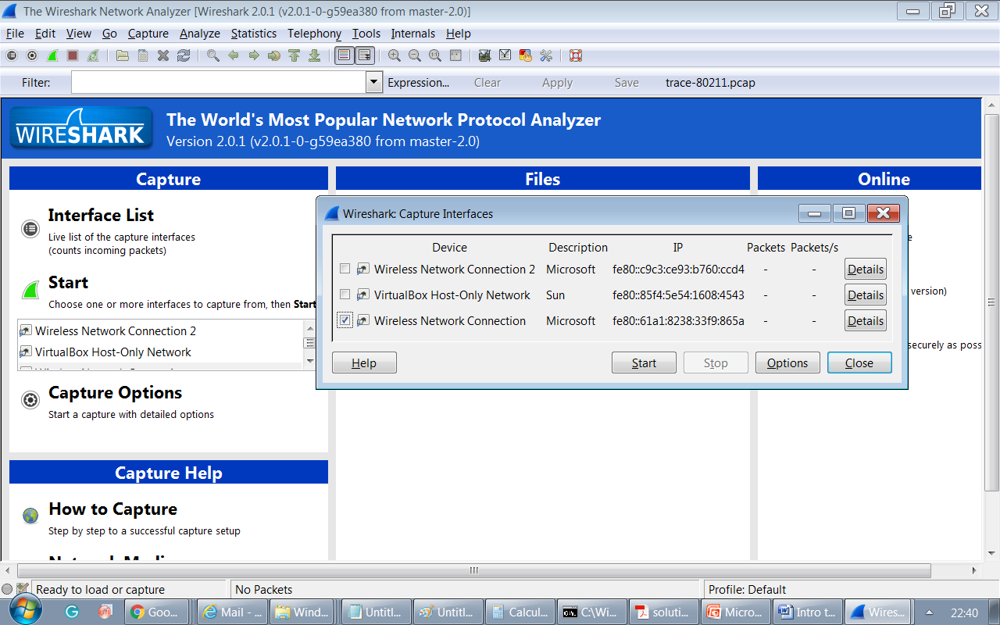 The Wireshark Network Analyzer [Wireshark 2.0.1 (v2.0.1-0-g59ea380 from master-2.0)]
File Edit View Go Capture Analyze Statistics Telephony Tools Internals Help
Filter: Expression... Clear Apply Save trace-80211.pcap
WIRESHARK
The World's Most Popular Network Protocol Analyzer
Version 2.0.1 (v2.0.1-0-g59ea380 from master-2.0)
Capture
Interface List
Live list of the capture interfaces
(counts incoming packets)
Start
Choose one or more interfaces to capture from, then Start
Wireless Network Connection 2
VirtualBox Host-Only Network
Capture Options
Start a capture with detailed options
Capture Help
How to Capture
Step by step to a successful capture setup
Files
Online
version)
securely as poss
Wireshark: Capture Interfaces
Device Description IP Packets Packets/s
Wireless Network Connection 2 Microsoft fe80::c9c3:ce93:b760:ccd4 - - Details
VirtualBox Host-Only Network Sun fe80::85f4:5e54:1608:4543 - - Details
Wireless Network Connection Microsoft fe80::61a1:8238:33f9:865a - - Details
Help Start Stop Options Close
Ready to load or capture No Packets Profile: Default
Goo... Mail - ... Wind... Untitl... Untitl... Calcul... C:\Wi... soluti... Micro... Intro t... Wires... 22:40